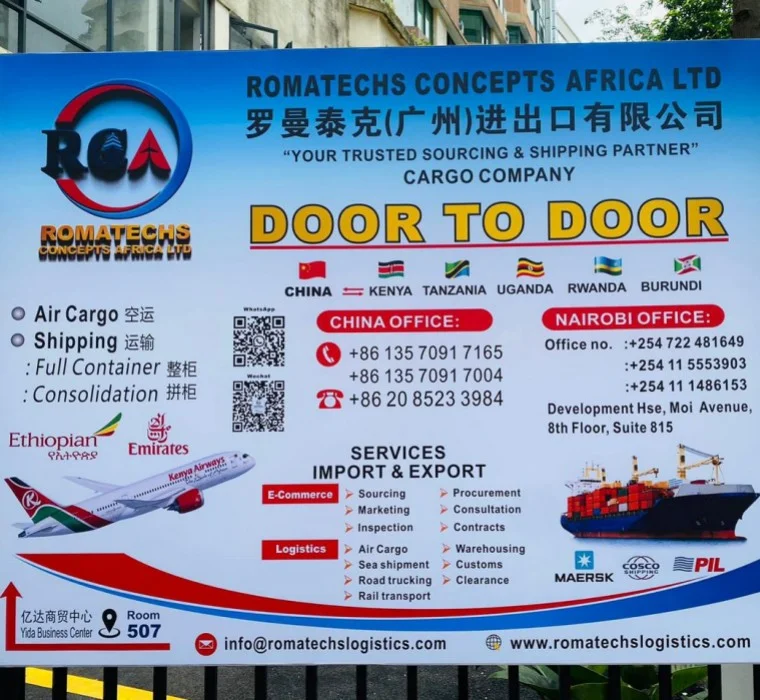 ROMATECHS CONCEPTS AFRICA LTD
罗曼泰克(广州)进出口有限公司
"YOUR TRUSTED SOURCING & SHIPPING PARTNER"
CARGO COMPANY
RCA
ROMATECHS
CONCEPTS AFRICA LTD
DOOR TO DOOR
CHINA KENYA TANZANIA UGANDA RWANDA BURUNDI
Air Cargo 空运
Shipping 运输
: Full Container 整柜
: Consolidation 拼柜
WhatsApp
Wechat
CHINA OFFICE:
+86 135 7091 7165
+86 135 7091 7004
+86 20 8523 3984
NAIROBI OFFICE:
Office no. :+254 722 481649
:+254 11 5553903
:+254 11 1486153
Development Hse, Moi Avenue,
8th Floor, Suite 815
Ethiopian
የኢትዮጵያ
Emirates
Kenya Airways
SERVICES
IMPORT & EXPORT
E-Commerce
Sourcing
Marketing
Inspection
Procurement
Consultation
Contracts
Logistics
Air Cargo
Sea shipment
Road trucking
Rail transport
Warehousing
Customs
Clearance
MAERSK
COSCO
SHIPPING
PIL
亿达商贸中心
Yida Business Center
Room
507
info@romatechslogistics.com
www.romatechslogistics.com